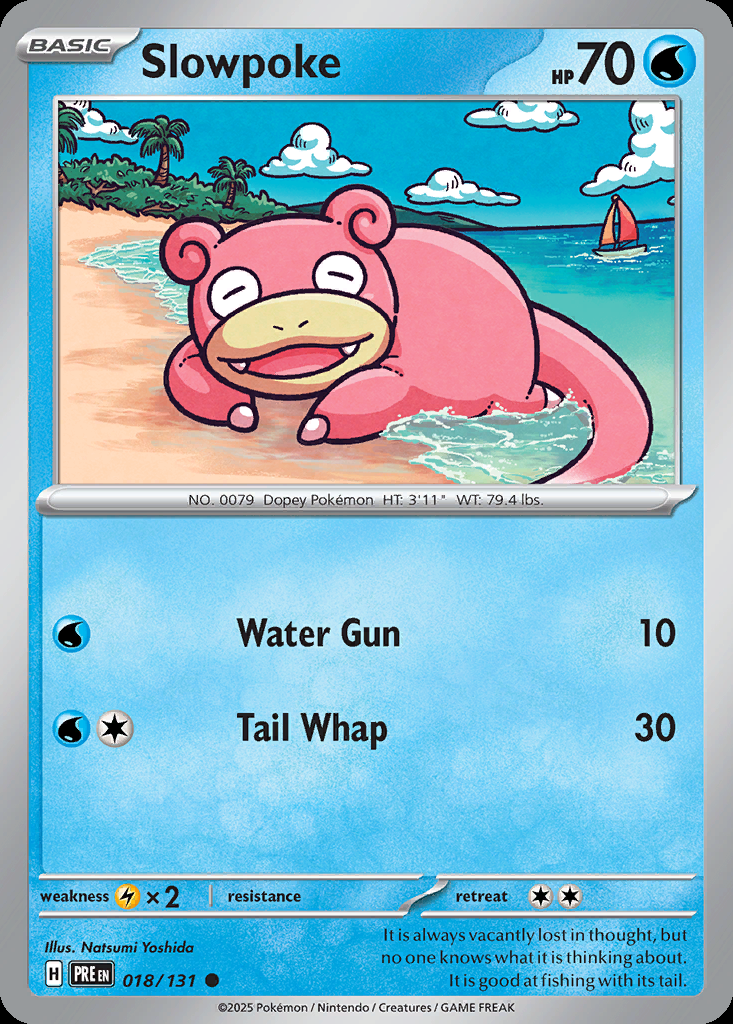 BASIC Slowpoke HP 70
NO. 0079 Dopey Pokémon HT: 3'11" WT: 79.4 lbs.
Water Gun 10
Tail Whap 30
weakness ×2 resistance retreat
Illus. Natsumi Yoshida
It is always vacantly lost in thought, but
no one knows what it is thinking about.
It is good at fishing with its tail.
H PRE EN 018/131
©2025 Pokémon / Nintendo / Creatures / GAME FREAK